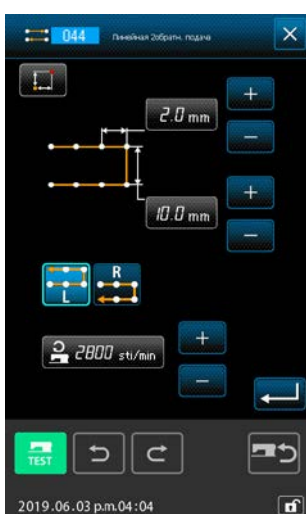 044 Линейная 2обратн. подача
2.0 mm
10.0 mm
L R
2800 sti/min
TEST
2019.06.03 p.m.04:04